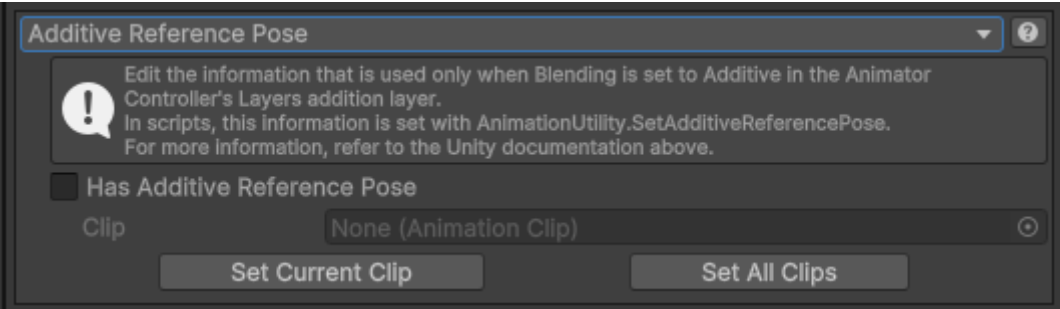 Additive Reference Pose
Edit the information that is used only when Blending is set to Additive in the Animator
Controller's Layers addition layer.
In scripts, this information is set with AnimationUtility.SetAdditiveReferencePose.
For more information, refer to the Unity documentation above.
Has Additive Reference Pose
Clip None (Animation Clip)
Set Current Clip Set All Clips